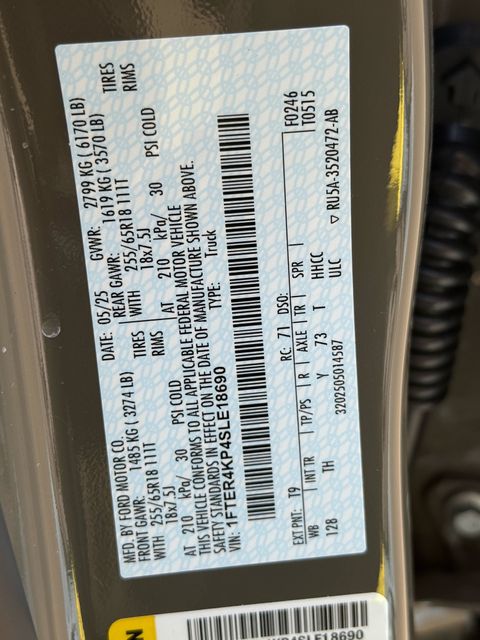 MFD. BY FORD MOTOR CO.
DATE: 05/25 GVWR: 2799 KG ( 6170 LB)
FRONT GAWR: 1485 KG ( 3274 LB) REAR GAWR: 1619 KG ( 3570 LB)
WITH 255/65R18 111T TIRES WITH 255/65R18 111T TIRES
18x7.5J RIMS 18x7.5J RIMS
AT 210 kPa/ 30 PSI COLD AT 210 kPa/ 30 PSI COLD
THIS VEHICLE CONFORMS TO ALL APPLICABLE FEDERAL MOTOR VEHICLE
SAFETY STANDARDS IN EFFECT ON THE DATE OF MANUFACTURE SHOWN ABOVE.
VIN: 1FTER4KP4SLE18690 TYPE: Truck
F0246
T0515
EXT PNT: T9 RC: 71 DSO:
WB INT TR TP/PS R AXLE TR SPR
128 TH Y 73 T HHCC
ULC
3202505014587
▽ RU5A-3520472-AB
KP4SLE18690